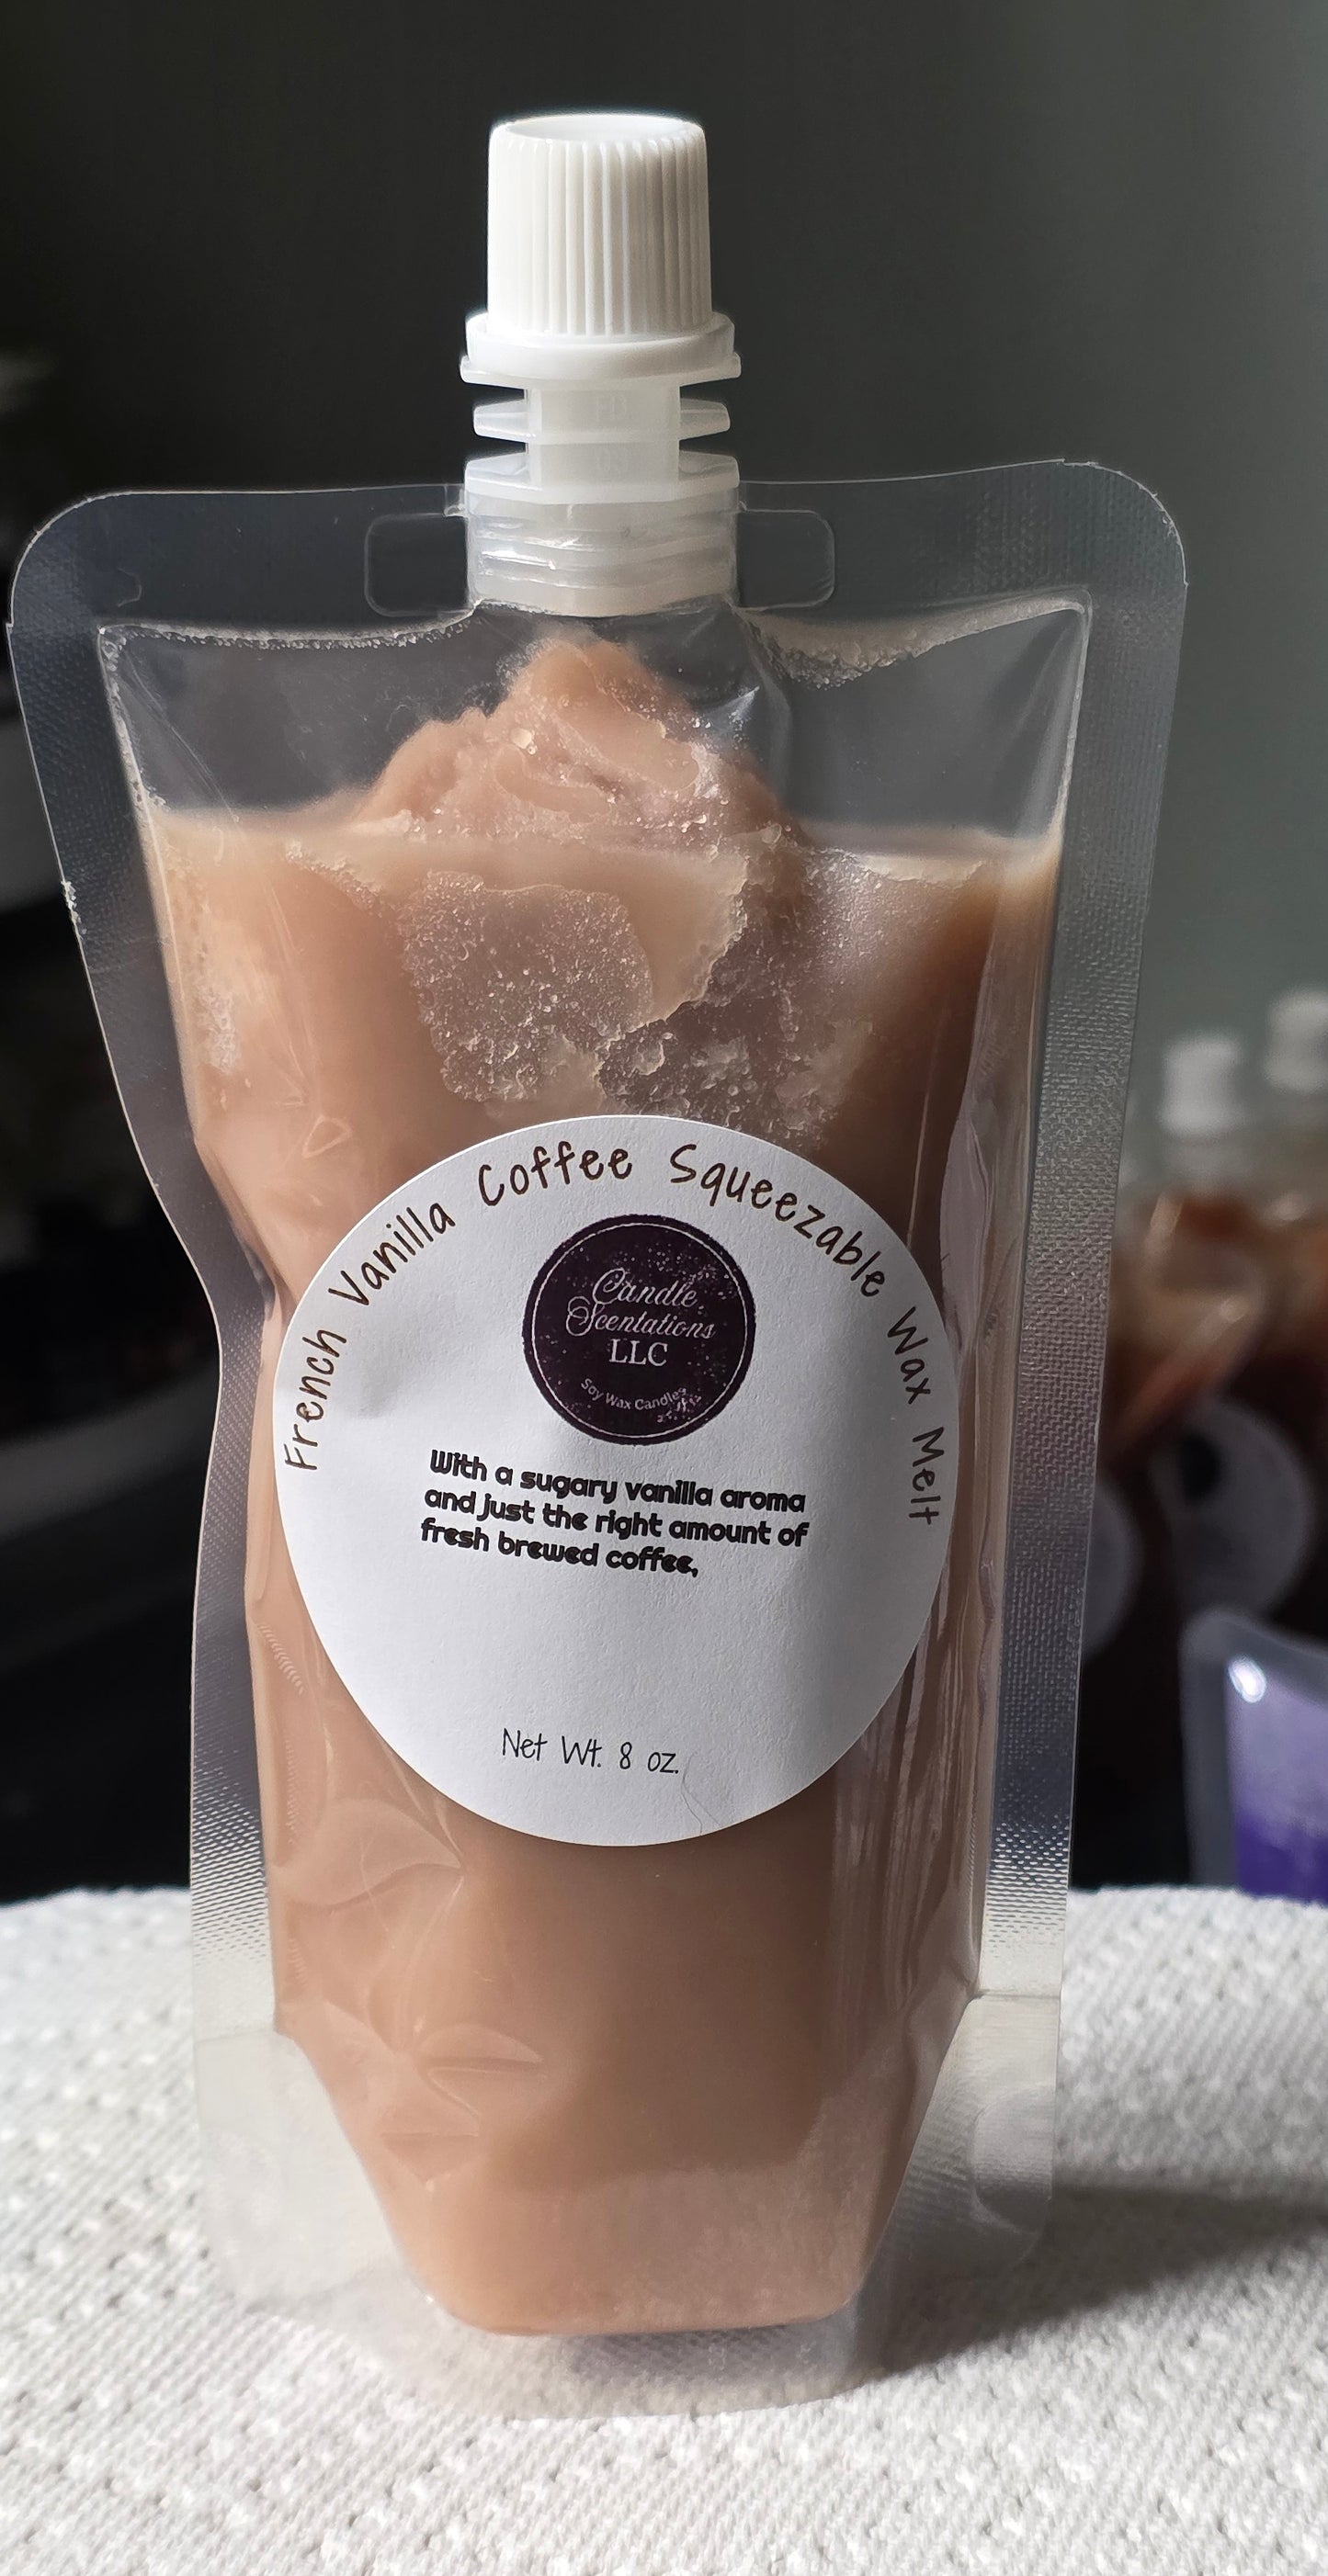 French Vanilla Coffee Squeezable Wax Melt
Candle
Scentations
LLC
Soy Wax Candles
With a sugary vanilla aroma
and just the right amount of
fresh brewed coffee,
Net Wt. 8 oz.